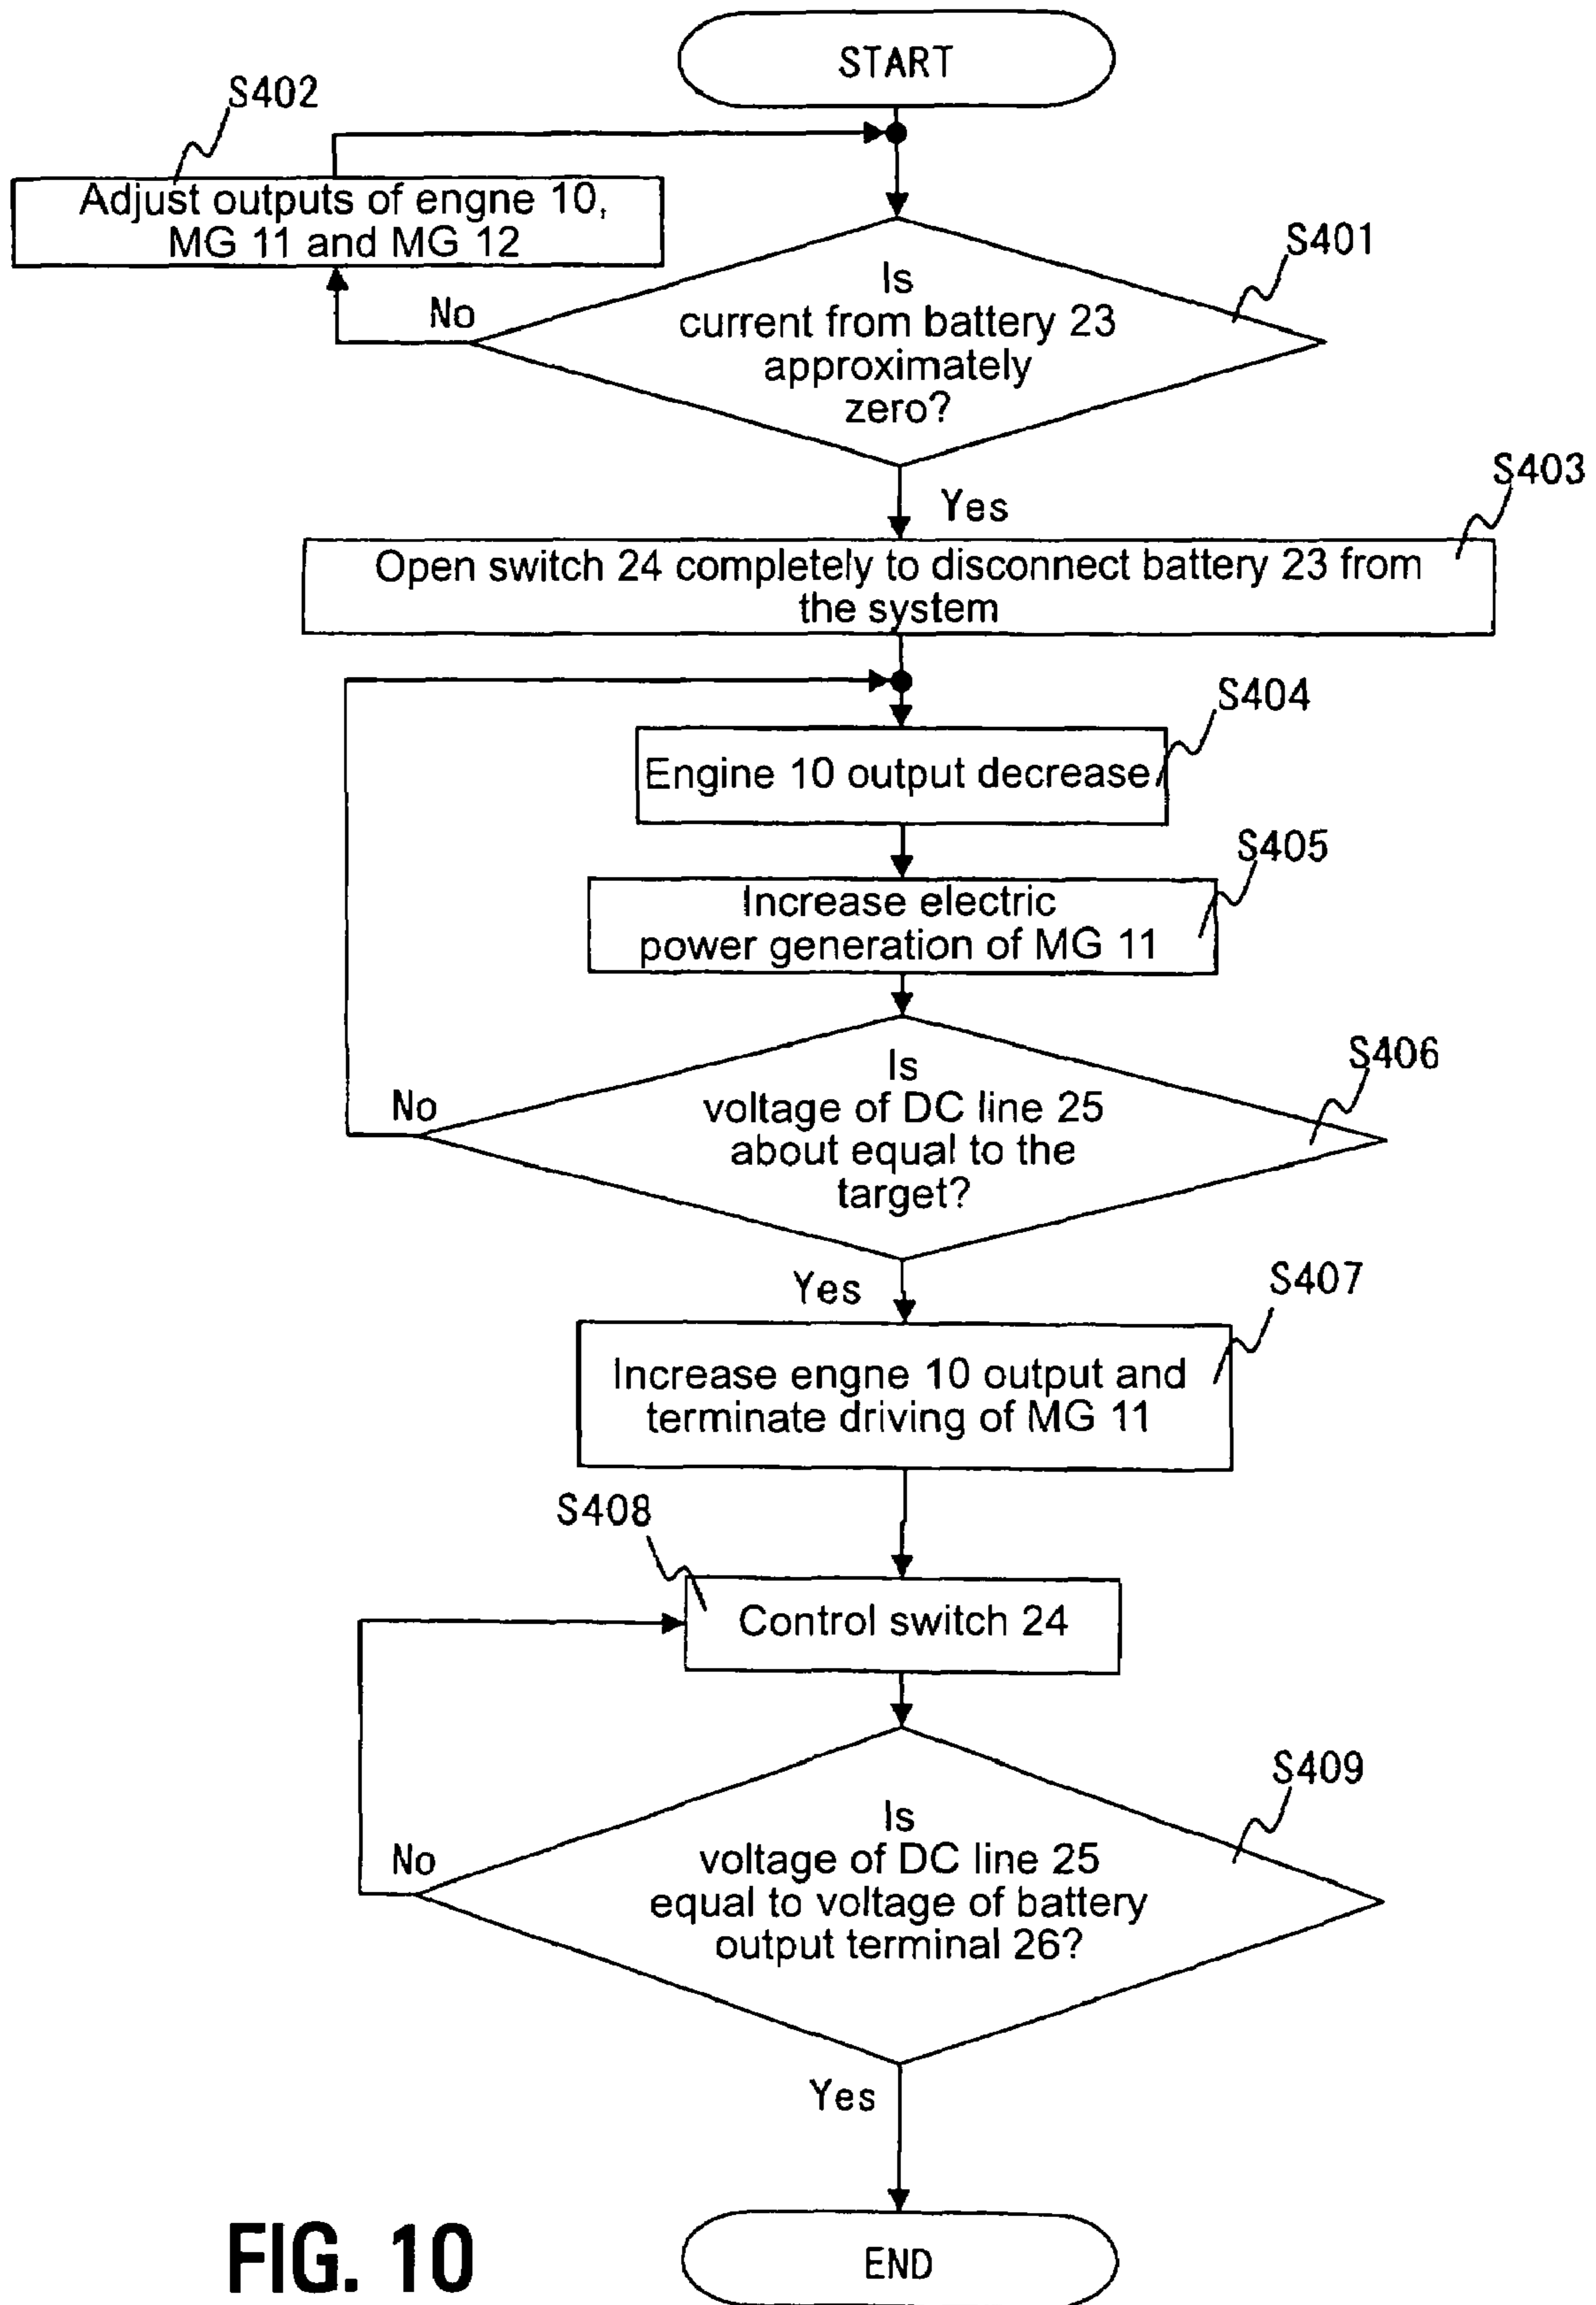 START
S402
Adjust outputs of engne 10,
MG 11 and MG 12
S401
Is
current from battery 23
approximately
zero?
No
Yes
S403
Open switch 24 completely to disconnect battery 23 from
the system
S404
Engine 10 output decrease
S405
Increase electric
power generation of MG 11
S406
Is
voltage of DC line 25
about equal to the
target?
No
Yes
S407
Increase engne 10 output and
terminate driving of MG 11
S408
Control switch 24
S409
Is
voltage of DC line 25
equal to voltage of battery
output terminal 26?
No
Yes
END
FIG. 10